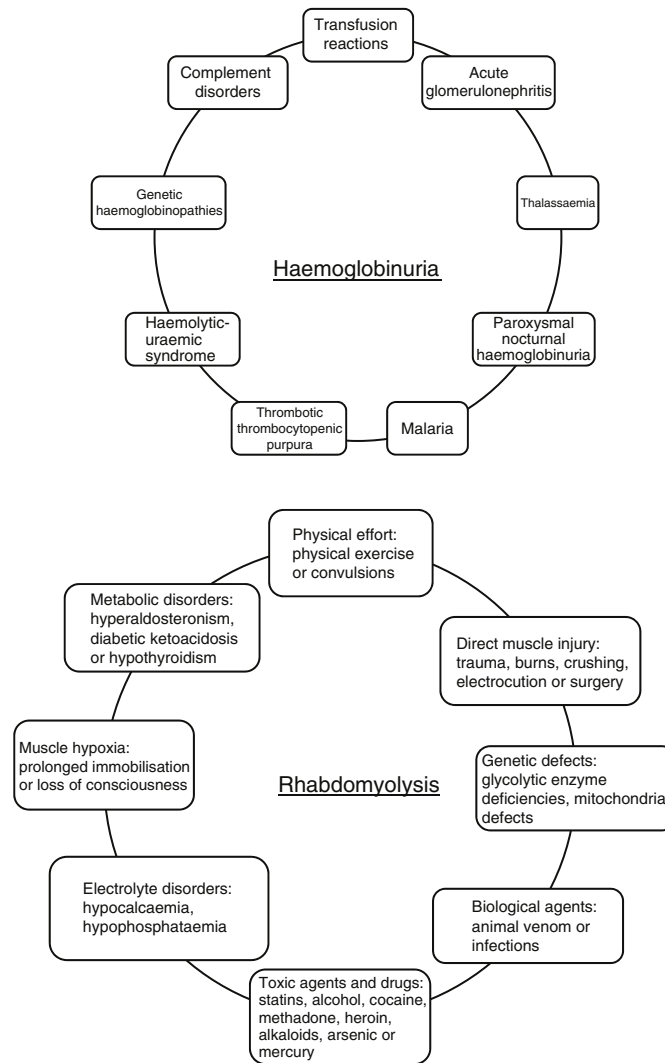 Transfusion
reactions
Complement
disorders
Acute
glomerulonephritis
Genetic
haemoglobinopathies
Thalassaemia
Haemoglobinuria
Haemolytic-
uraemic
syndrome
Paroxysmal
nocturnal
haemoglobinuria
Thrombotic
thrombocytopenic
purpura
Malaria
Physical effort:
physical exercise
or convulsions
Metabolic disorders:
hyperaldosteronism,
diabetic ketoacidosis
or hypothyroidism
Direct muscle injury:
trauma, burns, crushing,
electrocution or surgery
Muscle hypoxia:
prolonged immobilisation
or loss of consciousness
Genetic defects:
glycolytic enzyme
deficiencies, mitochondria
defects
Rhabdomyolysis
Electrolyte disorders:
hypocalcaemia,
hypophosphataemia
Biological agents:
animal venom or
infections
Toxic agents and drugs:
statins, alcohol, cocaine,
methadone, heroin,
alkaloids, arsenic or
mercury